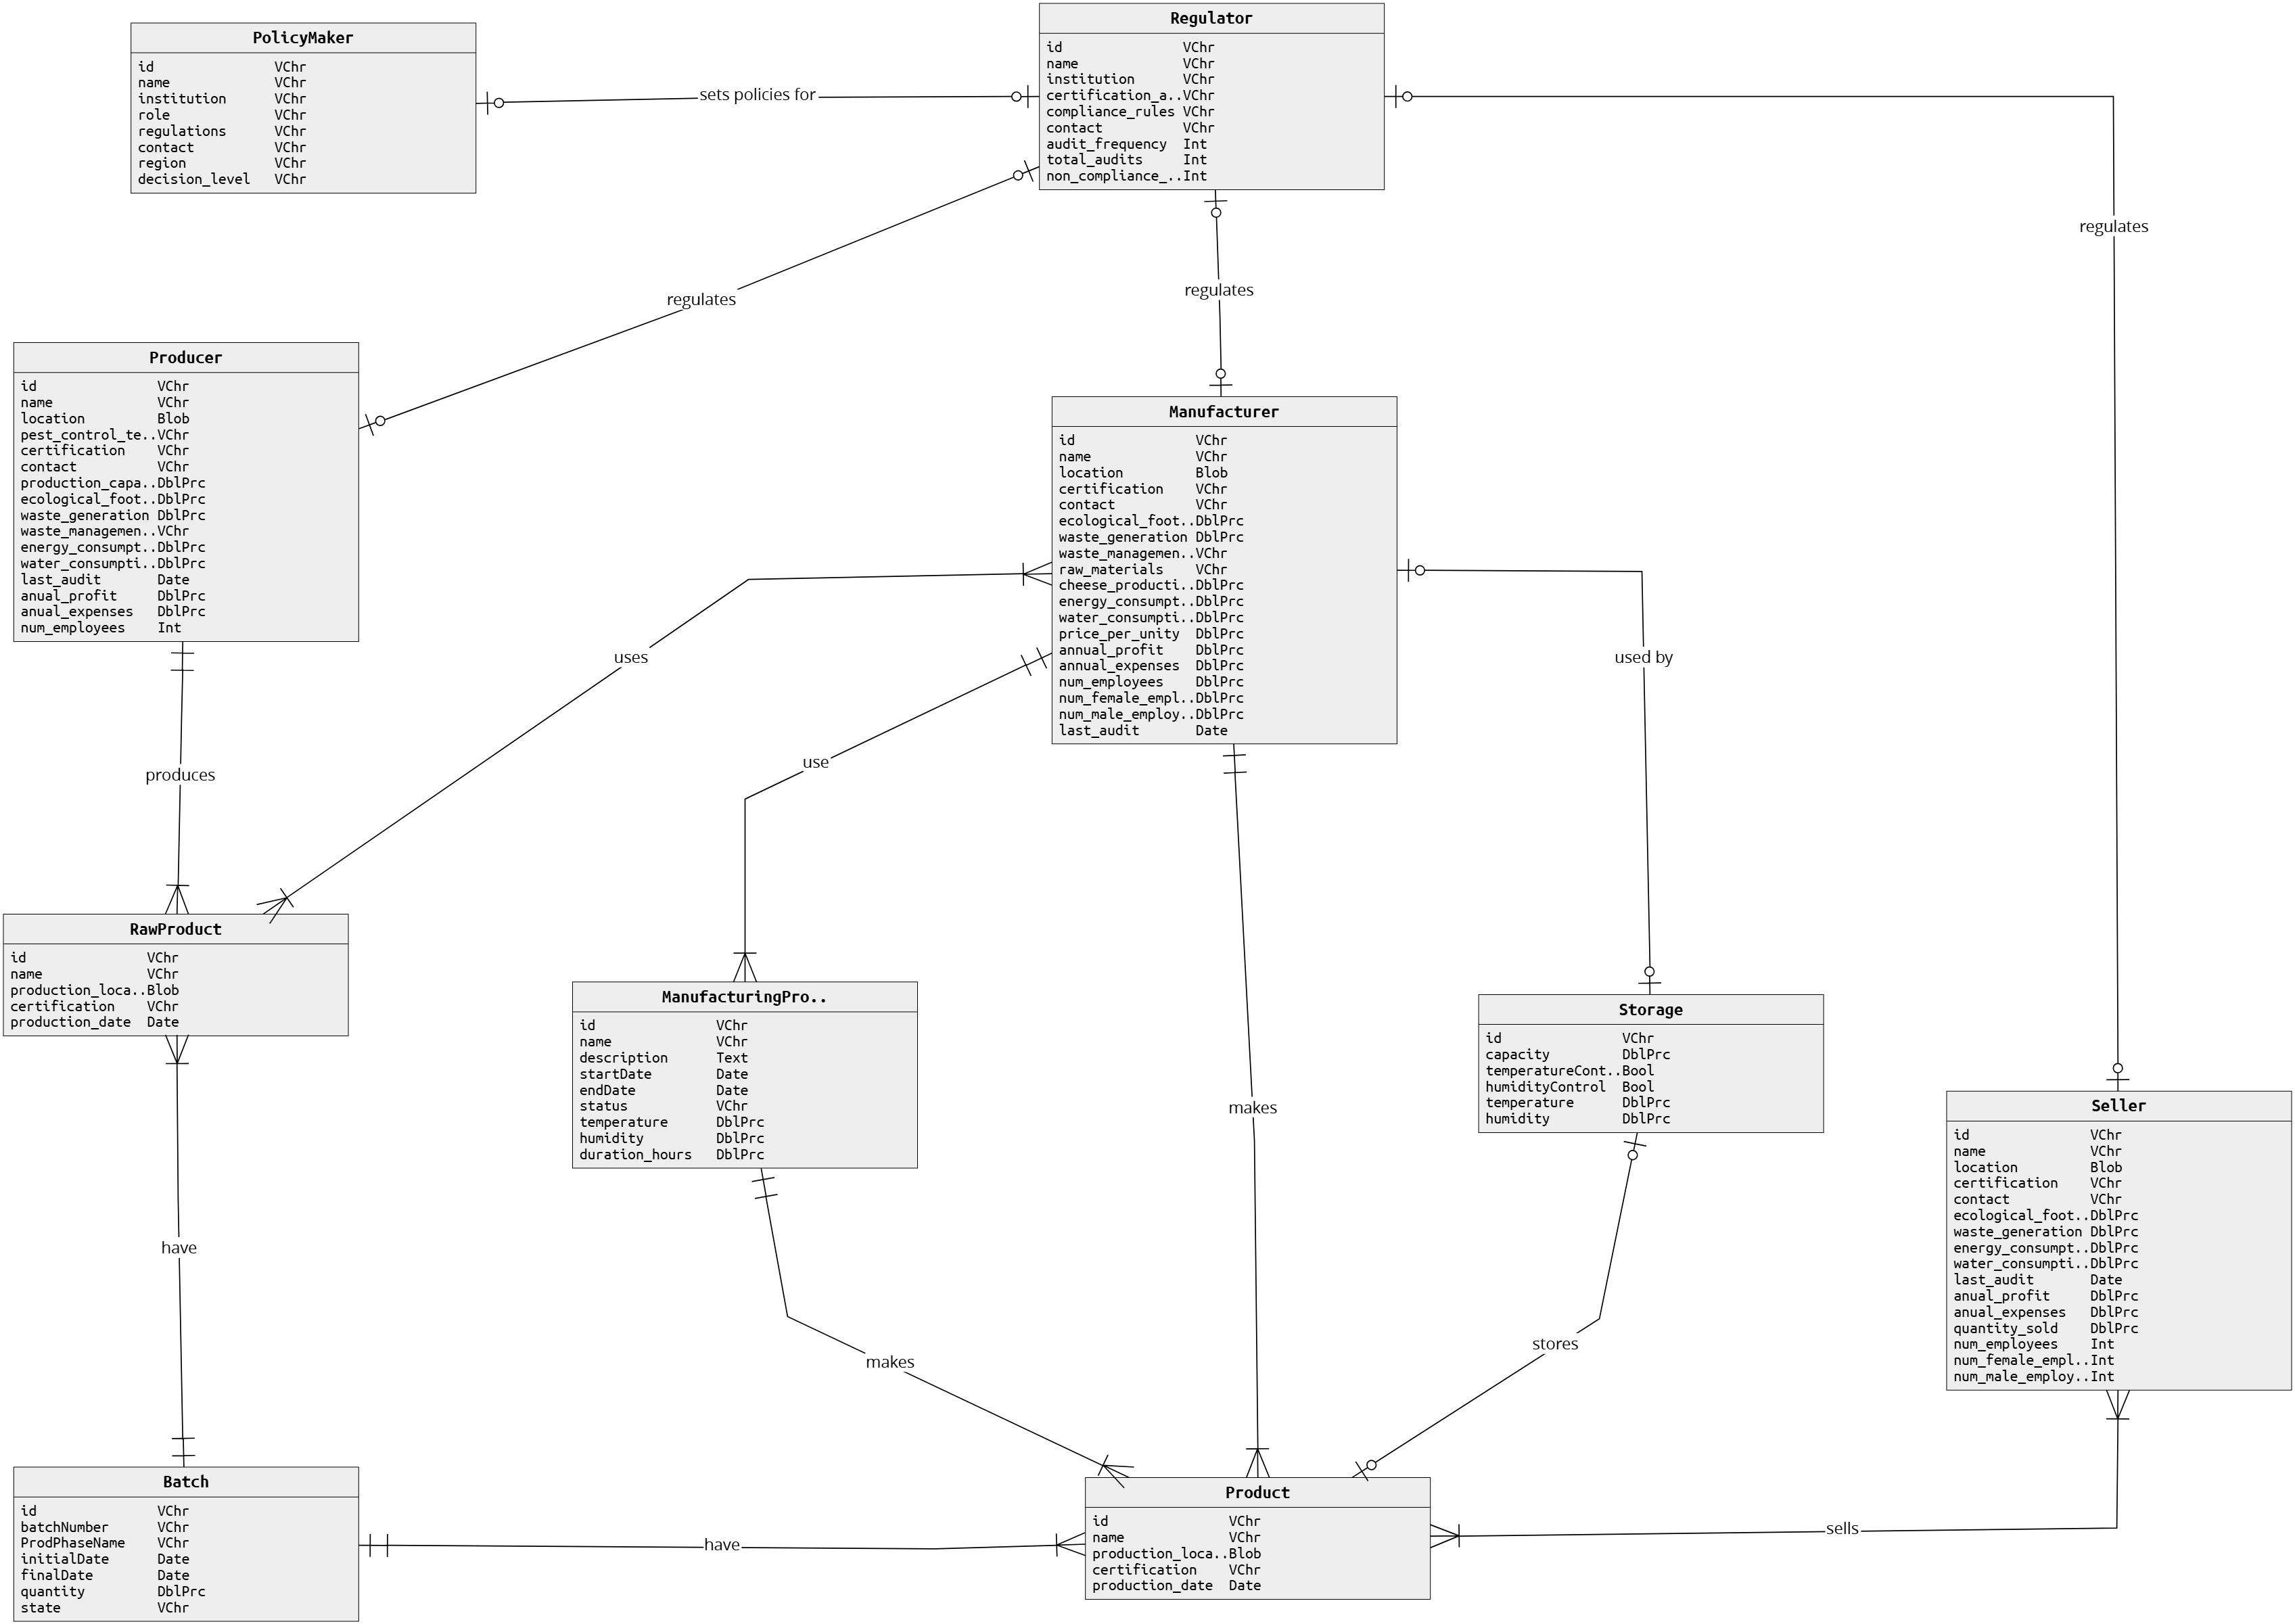 PolicyMaker
id VChr
name VChr
institution VChr
role VChr
regulations VChr
contact VChr
region VChr
decision_level VChr
sets policies for
Regulator
id VChr
name VChr
institution VChr
certification_a..VChr
compliance_rules VChr
contact VChr
audit_frequency Int
total_audits Int
non_compliance_..Int
regulates
regulates
regulates
Producer
id VChr
name VChr
location Blob
pest_control_te..VChr
certification VChr
contact VChr
production_capa..DblPrc
ecological_foot..DblPrc
waste_generation DblPrc
waste_managemen..VChr
energy_consumpt..DblPrc
water_consumpti..DblPrc
last_audit Date
anual_profit DblPrc
anual_expenses DblPrc
num_employees Int
Manufacturer
id VChr
name VChr
location Blob
certification VChr
contact VChr
ecological_foot..DblPrc
waste_generation DblPrc
waste_managemen..VChr
raw_materials VChr
cheese_producti..DblPrc
energy_consumpt..DblPrc
water_consumpti..DblPrc
price_per_unity DblPrc
annual_profit DblPrc
annual_expenses DblPrc
num_employees DblPrc
num_female_empl..DblPrc
num_male_employ..DblPrc
last_audit Date
uses
used by
use
produces
RawProduct
id VChr
name VChr
production_loca..Blob
certification VChr
production_date Date
ManufacturingPro..
id VChr
name VChr
description Text
startDate Date
endDate Date
status VChr
temperature DblPrc
humidity DblPrc
duration_hours DblPrc
makes
Storage
id VChr
capacity DblPrc
temperatureCont..Bool
humidityControl Bool
temperature DblPrc
humidity DblPrc
Seller
id VChr
name VChr
location Blob
certification VChr
contact VChr
ecological_foot..DblPrc
waste_generation DblPrc
energy_consumpt..DblPrc
water_consumpti..DblPrc
last_audit Date
anual_profit DblPrc
anual_expenses DblPrc
quantity_sold DblPrc
num_employees Int
num_female_empl..Int
num_male_employ..Int
have
makes
stores
Batch
id VChr
batchNumber VChr
ProdPhaseName VChr
initialDate Date
finalDate Date
quantity DblPrc
state VChr
have
Product
id VChr
name VChr
production_loca..Blob
certification VChr
production_date Date
sells